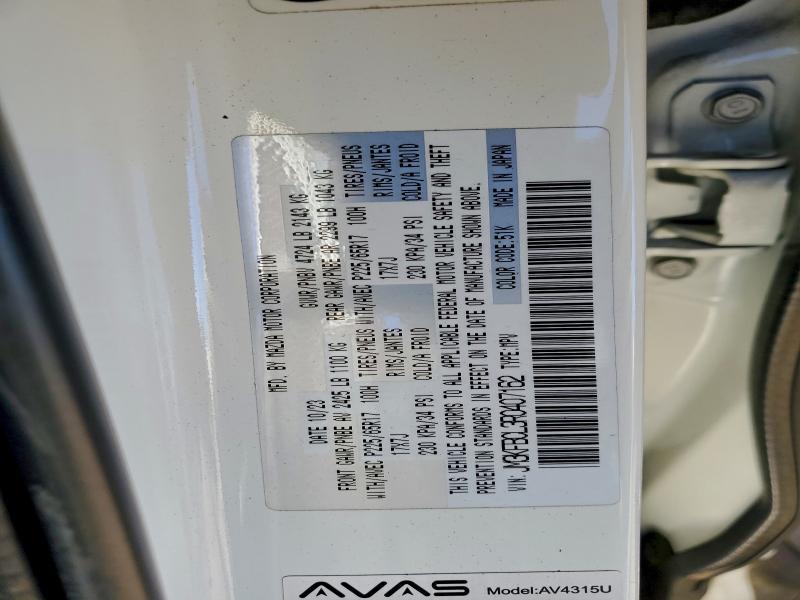 MFD. BY MAZDA MOTOR CORPORATION
DATE 10/23 GVWR/PNBV 4724 LB 2143 KG
FRONT GAWR/PNBE AV 2425 LB 1100 KG REAR GAWR/PNBE AR 2299 LB 1043 KG
WITH/AVEC P225/65R17 100H TIRES/PNEUS WITH/AVEC P225/65R17 100H TIRES/PNEUS
17X7J RIMS/JANTES 17X7J RIMS/JANTES
230 KPA/34 PSI COLD/A FROID 230 KPA/34 PSI COLD/A FROID
THIS VEHICLE CONFORMS TO ALL APPLICABLE FEDERAL MOTOR VEHICLE SAFETY AND THEFT
PREVENTION STANDARDS IN EFFECT ON THE DATE OF MANUFACTURE SHOWN ABOVE.
COLOR CODE:51K MADE IN JAPAN
VIN: JM3KFBCL3R0407162 TYPE:MPV
AVAS Model:AV4315U